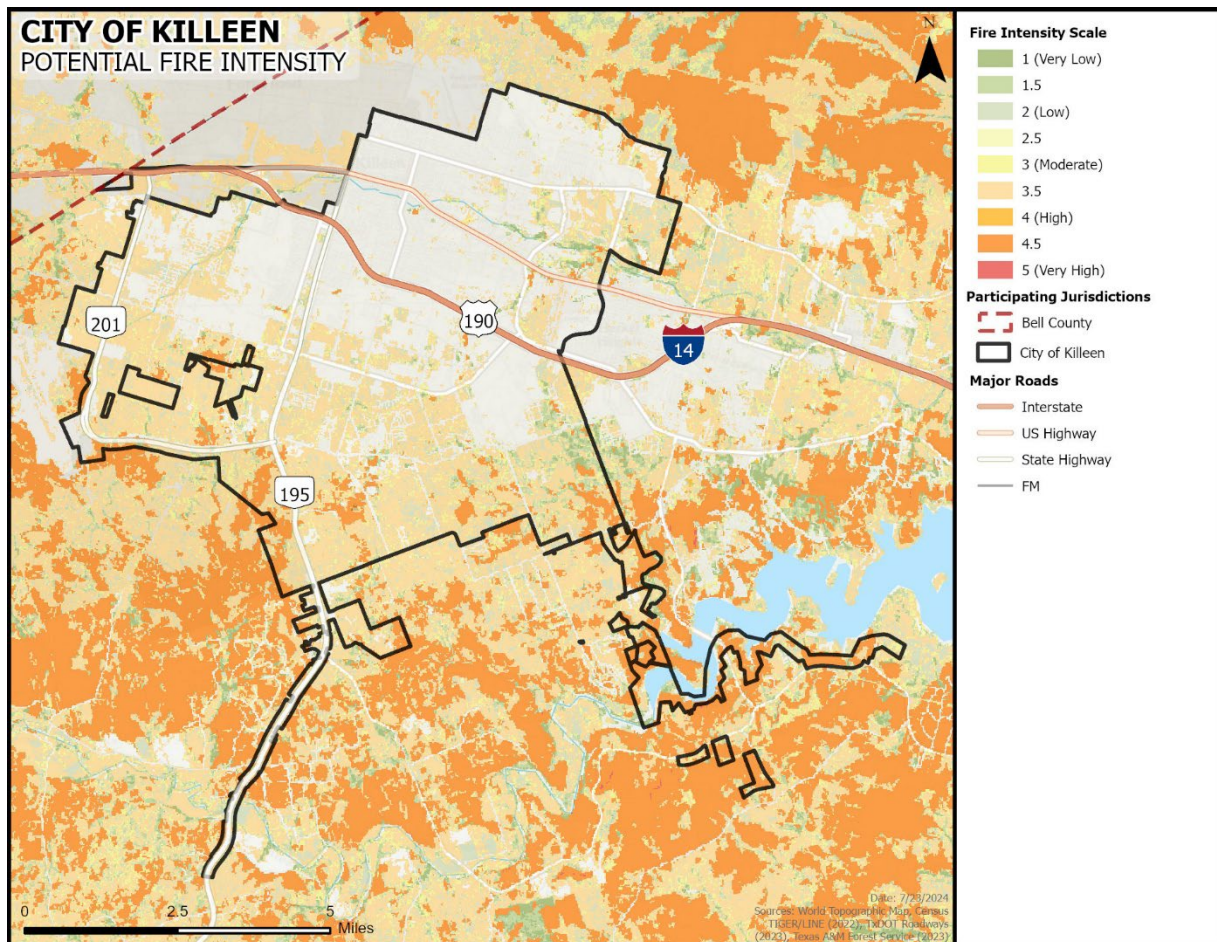 CITY OF KILLEEN
POTENTIAL FIRE INTENSITY
N
201
190
14
195
0
2.5
5
Miles
Date: 7/23/2024
Sources: World Topographic Map, Census
TIGER/LINE (2022), TxDOT Roadways
(2023), Texas A&M Forest Service (2023)
Fire Intensity Scale
1 (Very Low)
1.5
2 (Low)
2.5
3 (Moderate)
3.5
4 (High)
4.5
5 (Very High)
Participating Jurisdictions
Bell County
City of Killeen
Major Roads
Interstate
US Highway
State Highway
FM